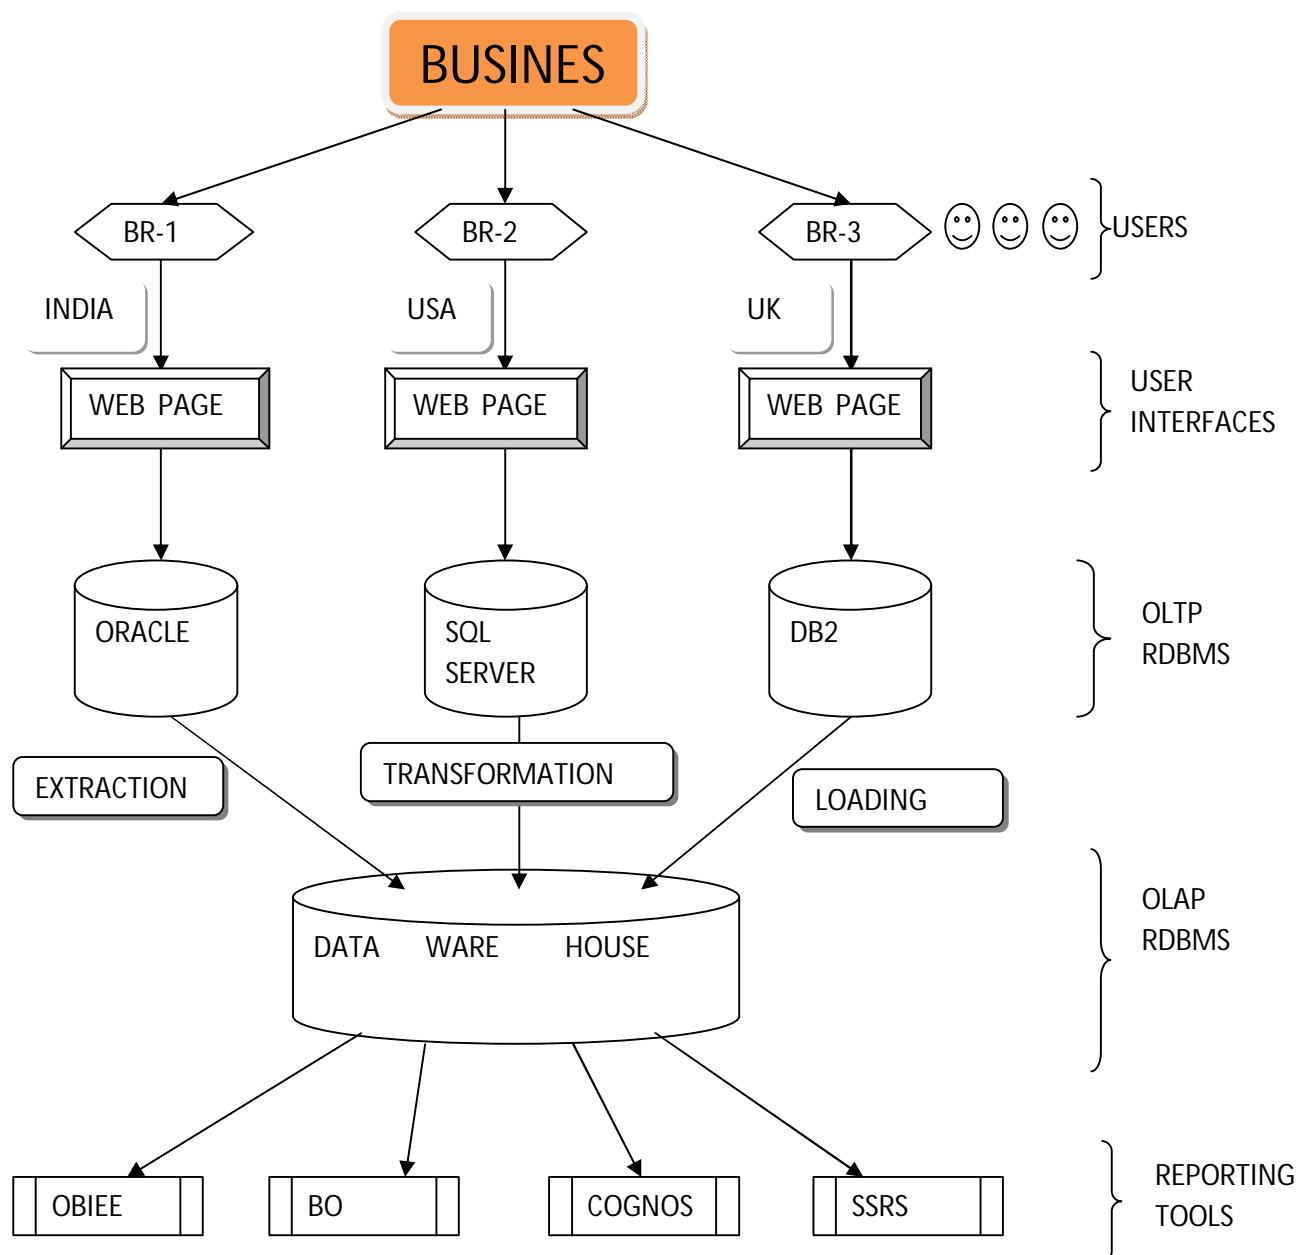 BUSINES
BR-1
BR-2
BR-3
USERS
INDIA
USA
UK
WEB PAGE
WEB PAGE
WEB PAGE
USER
INTERFACES
ORACLE
SQL
SERVER
DB2
OLTP
RDBMS
EXTRACTION
TRANSFORMATION
LOADING
DATA WARE HOUSE
OLAP
RDBMS
OBIEE
BO
COGNOS
SSRS
REPORTING
TOOLS